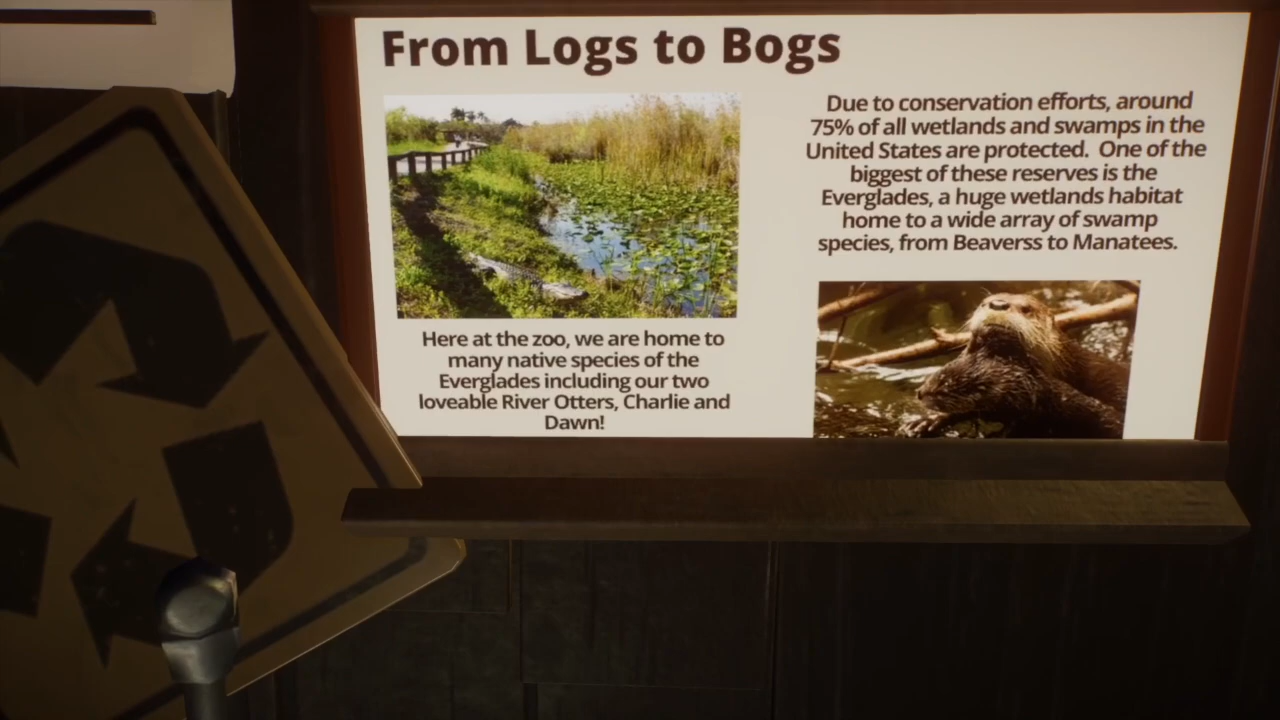 From Logs to Bogs
Due to conservation efforts, around
75% of all wetlands and swamps in the
United States are protected. One of the
biggest of these reserves is the
Everglades, a huge wetlands habitat
home to a wide array of swamp
species, from Beaverss to Manatees.
Here at the zoo, we are home to
many native species of the
Everglades including our two
loveable River Otters, Charlie and
Dawn!